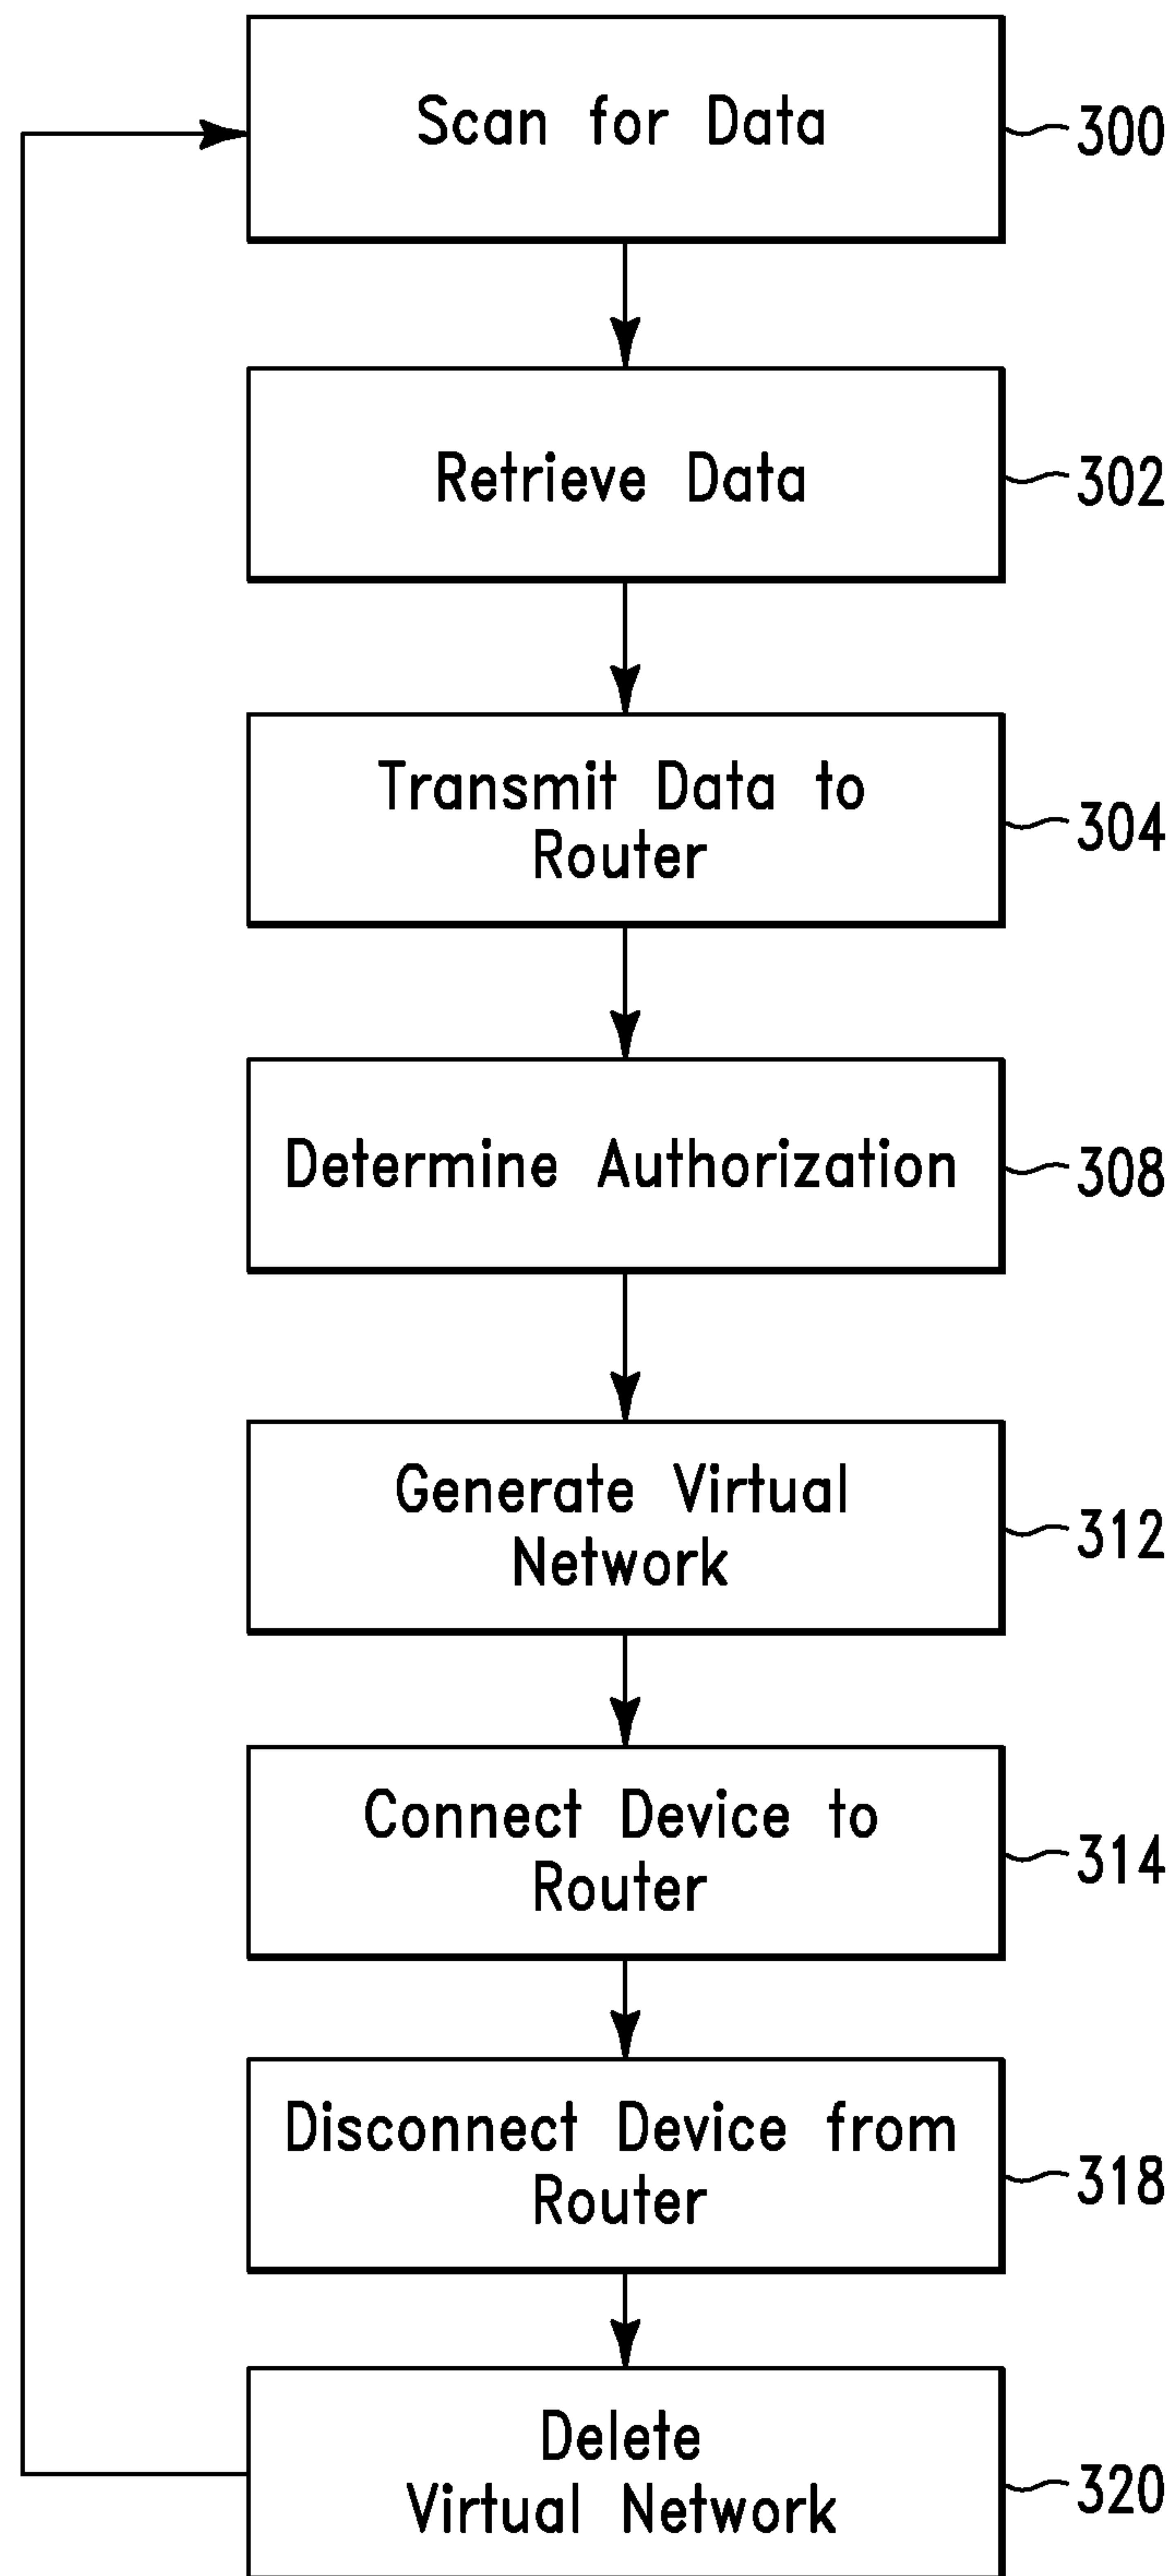 Scan for Data
300
Retrieve Data
302
Transmit Data to
Router
304
Determine Authorization
308
Generate Virtual
Network
312
Connect Device to
Router
314
Disconnect Device from
Router
318
Delete
Virtual Network
320